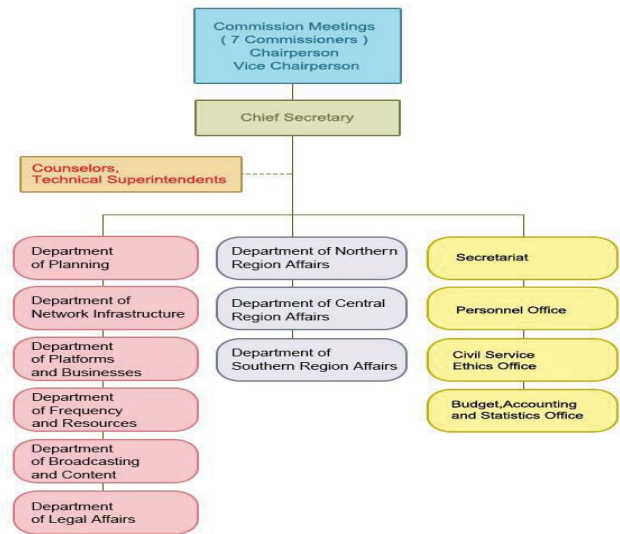 Commission Meetings
( 7 Commissioners )
Chairperson
Vice Chairperson
Chief Secretary
Counselors,
Technical Superintendents
Department
of Planning
Department of
Network Infrastructure
Department
of Platforms
and Businesses
Department
of Frequency
and Resources
Department
of Broadcasting
and Content
Department
of Legal Affairs
Department of Northern
Region Affairs
Department of Central
Region Affairs
Department of
Southern Region Affairs
Secretariat
Personnel Office
Civil Service
Ethics Office
Budget,Accounting
and Statistics Office